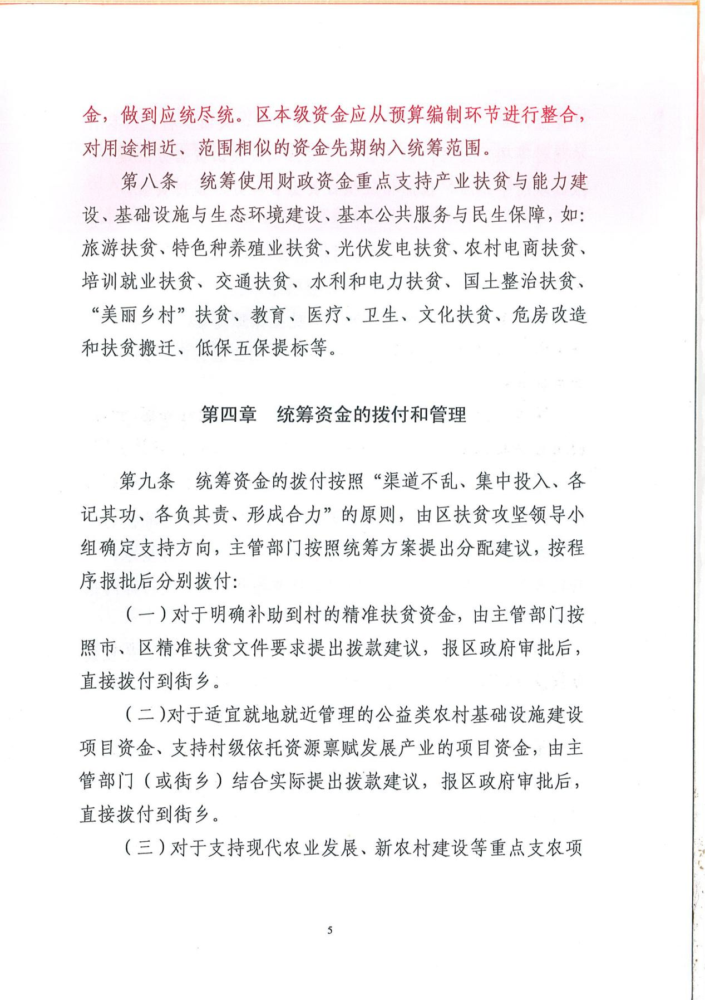 金，做到应统尽统。区本级资金应从预算编制环节进行整合，
对用途相近、范围相似的资金先期纳入统筹范围。
第八条　统筹使用财政资金重点支持产业扶贫与能力建
设、基础设施与生态环境建设、基本公共服务与民生保障，如：
旅游扶贫、特色种养殖业扶贫、光伏发电扶贫、农村电商扶贫、
培训就业扶贫、交通扶贫、水利和电力扶贫、国土整治扶贫、
“美丽乡村”扶贫、教育、医疗、卫生、文化扶贫、危房改造
和扶贫搬迁、低保五保提标等。
第四章　统筹资金的拨付和管理
第九条　统筹资金的拨付按照“渠道不乱、集中投入、各
记其功、各负其责、形成合力”的原则，由区扶贫攻坚领导小
组确定支持方向，主管部门按照统筹方案提出分配建议，按程
序报批后分别拨付：
（一）对于明确补助到村的精准扶贫资金，由主管部门按
照市、区精准扶贫文件要求提出拨款建议，报区政府审批后，
直接拨付到街乡。
（二）对于适宜就地就近管理的公益类农村基础设施建设
项目资金、支持村级依托资源禀赋发展产业的项目资金，由主
管部门（或街乡）结合实际提出拨款建议，报区政府审批后，
直接拨付到街乡。
（三）对于支持现代农业发展、新农村建设等重点支农项
5